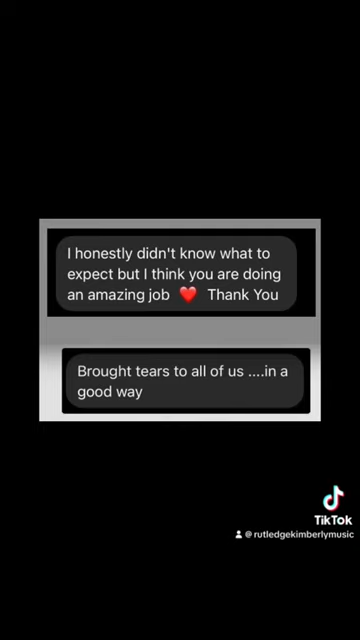 I honestly didn't know what to
expect but I think you are doing
an amazing job ❤️ Thank You
Brought tears to all of us ....in a
good way
TikTok
@rutledgekimberlymusic